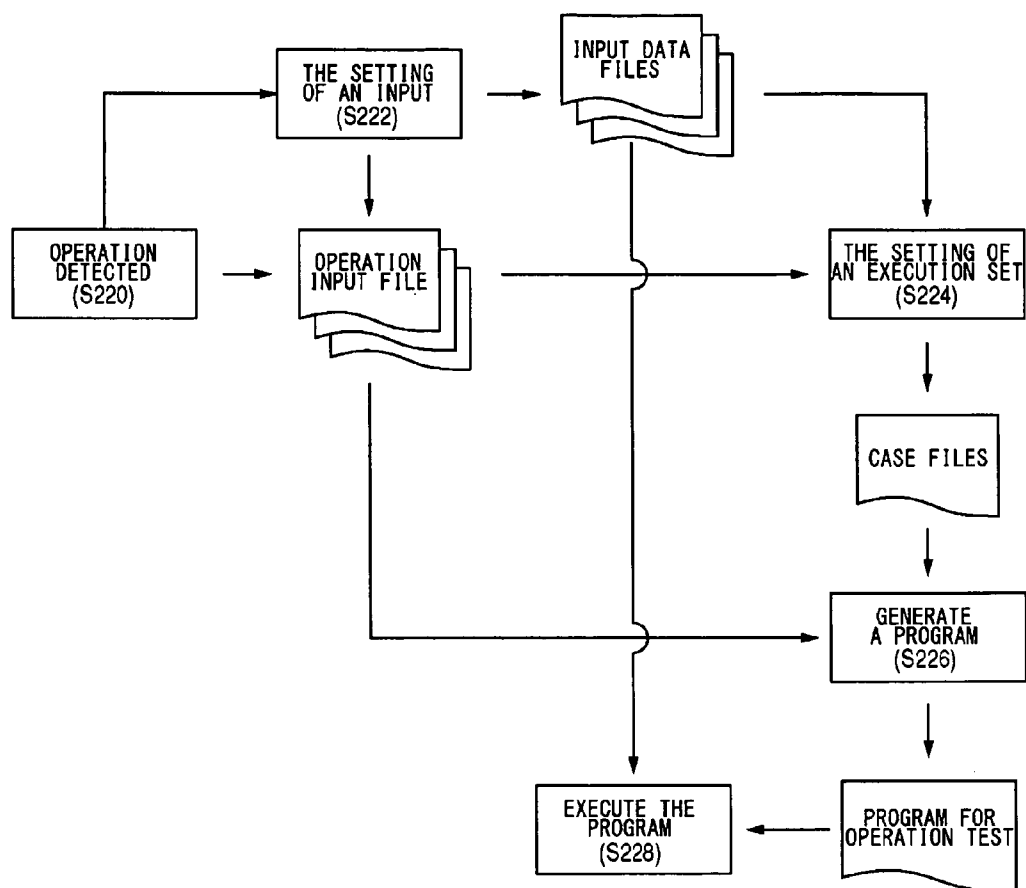 INPUT DATA
FILES
THE SETTING
OF AN INPUT
(S222)
OPERATION
DETECTED
(S220)
OPERATION
INPUT FILE
THE SETTING OF
AN EXECUTION SET
(S224)
CASE FILES
GENERATE
A PROGRAM
(S226)
EXECUTE THE
PROGRAM
(S228)
PROGRAM FOR
OPERATION TEST